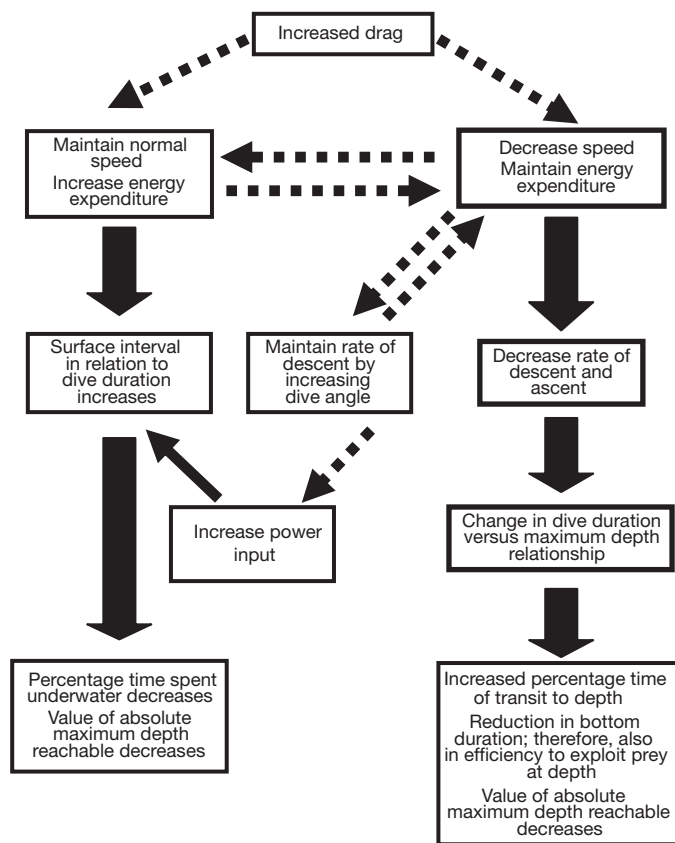 Increased drag
Maintain normal
speed
Increase energy
expenditure
Decrease speed
Maintain energy
expenditure
Surface interval
in relation to
dive duration
increases
Maintain rate of
descent by
increasing
dive angle
Decrease rate of
descent and
ascent
Increase power
input
Change in dive duration
versus maximum depth
relationship
Percentage time spent
underwater decreases
Value of absolute
maximum depth
reachable decreases
Increased percentage time
of transit to depth
Reduction in bottom
duration; therefore, also
in efficiency to exploit prey
at depth
Value of absolute
maximum depth reachable
decreases